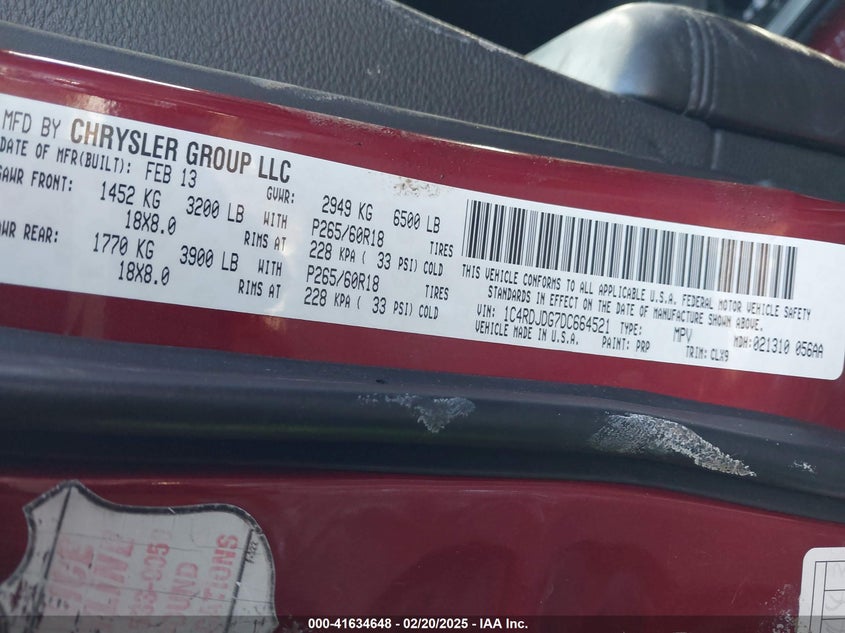 MFD BY CHRYSLER GROUP LLC
DATE OF MFR(BUILT): FEB 13
GVWR: 2949 KG 6500 LB
GAWR FRONT: 1452 KG 3200 LB WITH P265/60R18 TIRES
18X8.0 RIMS AT 228 KPA ( 33 PSI) COLD
AWR REAR: 1770 KG 3900 LB WITH P265/60R18 TIRES
18X8.0 RIMS AT 228 KPA ( 33 PSI) COLD
THIS VEHICLE CONFORMS TO ALL APPLICABLE U.S.A. FEDERAL MOTOR VEHICLE SAFETY
STANDARDS IN EFFECT ON THE DATE OF MANUFACTURE SHOWN ABOVE.
VIN: 1C4RDJDG7DC664521 TYPE: MPV MDH:021310 056AA
VEHICLE MADE IN U.S.A. PAINT: PRP TRIM: CLX9
000-41634648 - 02/20/2025 - IAA Inc.